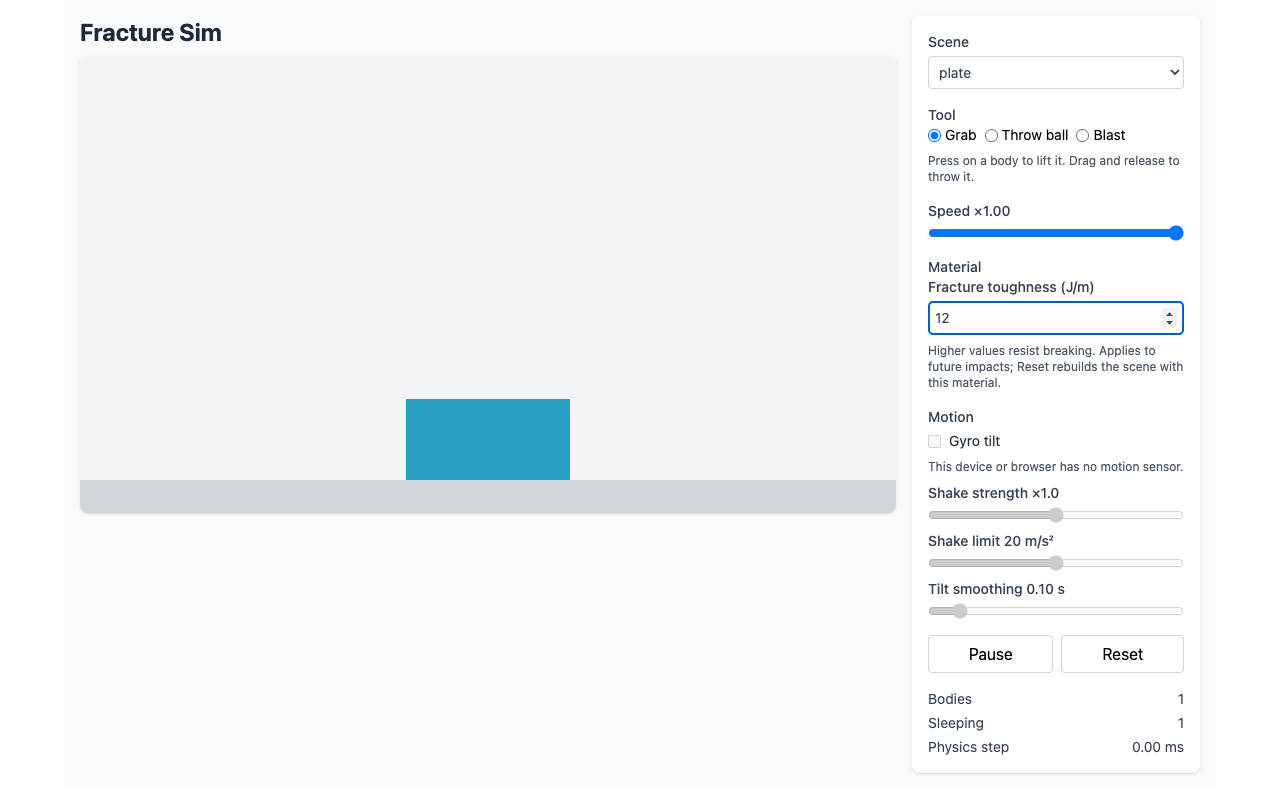 Fracture Sim
Scene
plate
Tool
Grab Throw ball Blast
Press on a body to lift it. Drag and release to
throw it.
Speed ×1.00
Material
Fracture toughness (J/m)
12
Higher values resist breaking. Applies to
future impacts; Reset rebuilds the scene with
this material.
Motion
Gyro tilt
This device or browser has no motion sensor.
Shake strength ×1.0
Shake limit 20 m/s²
Tilt smoothing 0.10 s
Pause Reset
Bodies 1
Sleeping 1
Physics step 0.00 ms